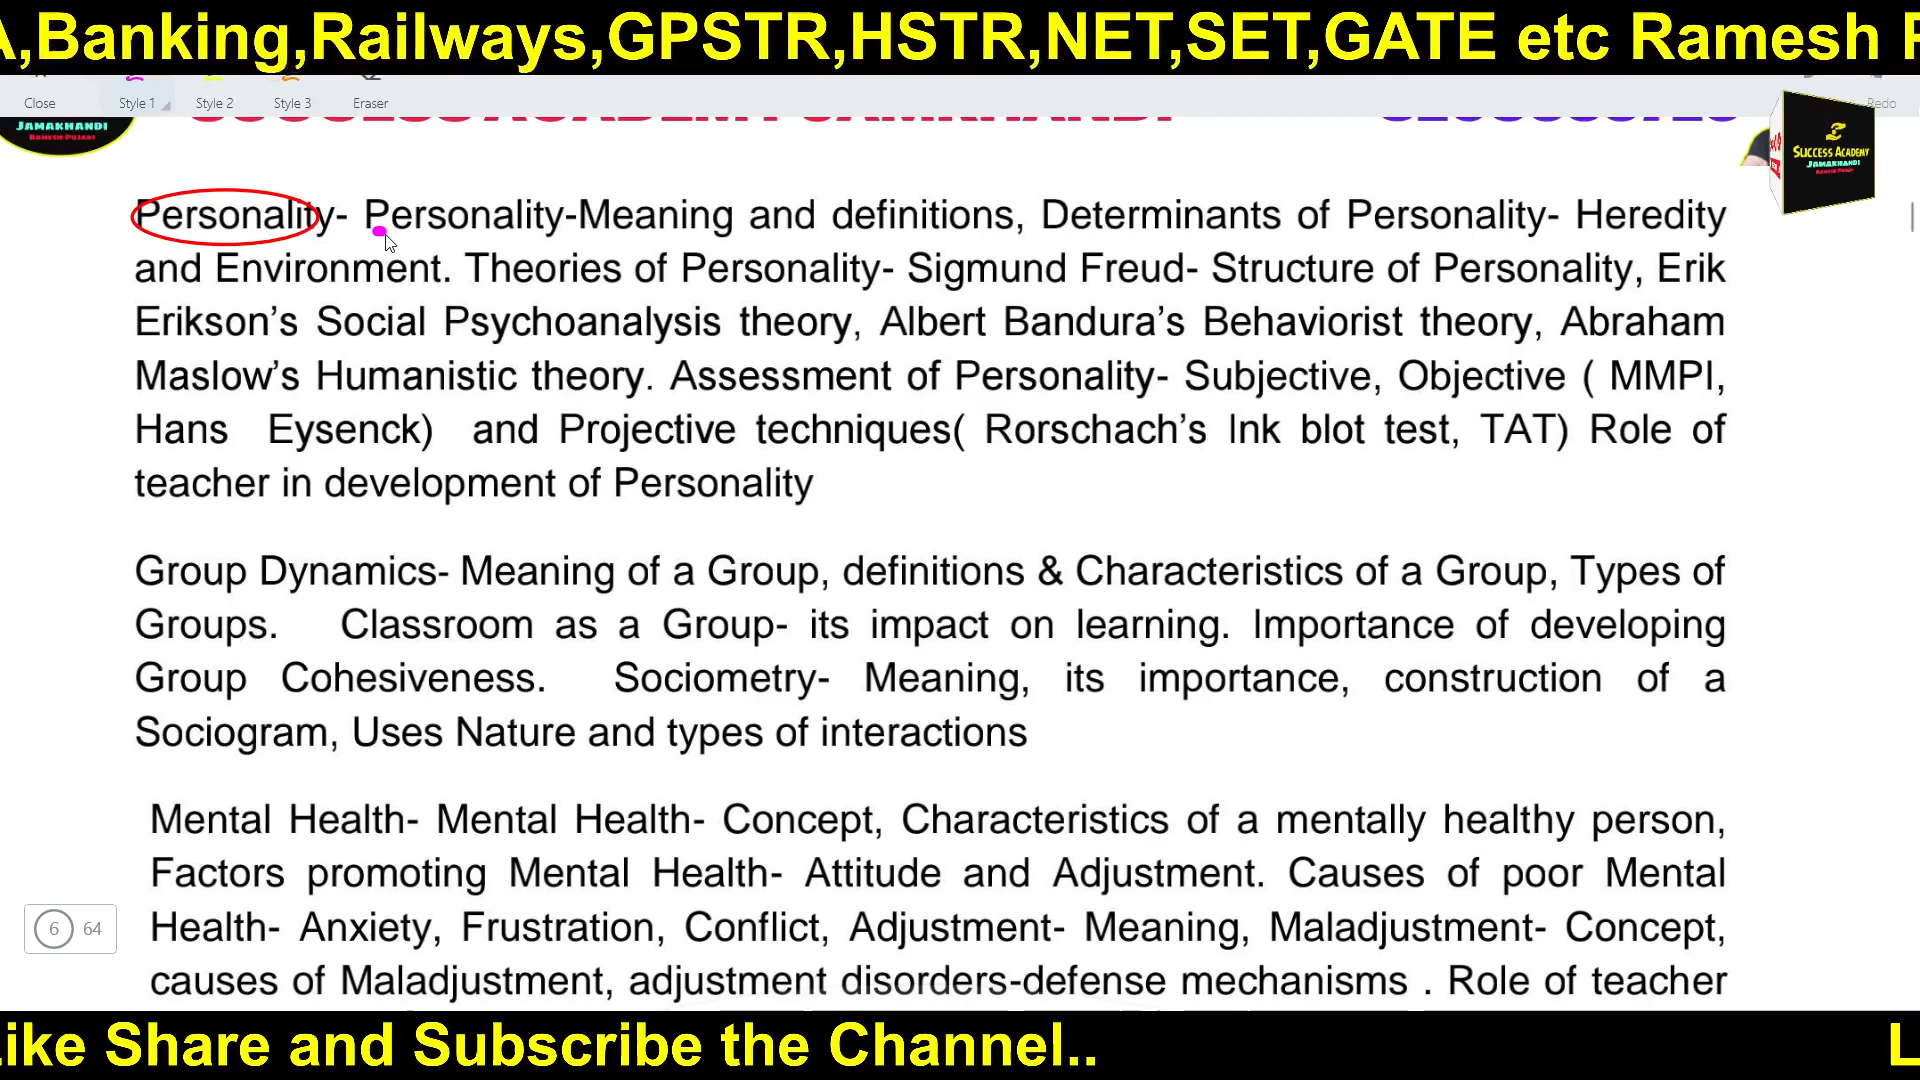 A,Banking,Railways,GPSTR,HSTR,NET,SET,GATE etc Ramesh P
Close Style 1 Style 2 Style 3 Eraser Redo
JAMAKHANDI
RAMESH PUJARI
SUCCESS ACADEMY JAMKHANDI
SUCCESS ACADEMY
JAMAKHANDI
Personality- Personality-Meaning and definitions, Determinants of Personality- Heredity
and Environment. Theories of Personality- Sigmund Freud- Structure of Personality, Erik
Erikson’s Social Psychoanalysis theory, Albert Bandura’s Behaviorist theory, Abraham
Maslow’s Humanistic theory. Assessment of Personality- Subjective, Objective ( MMPI,
Hans Eysenck) and Projective techniques( Rorschach’s Ink blot test, TAT) Role of
teacher in development of Personality
Group Dynamics- Meaning of a Group, definitions & Characteristics of a Group, Types of
Groups. Classroom as a Group- its impact on learning. Importance of developing
Group Cohesiveness. Sociometry- Meaning, its importance, construction of a
Sociogram, Uses Nature and types of interactions
Mental Health- Mental Health- Concept, Characteristics of a mentally healthy person,
Factors promoting Mental Health- Attitude and Adjustment. Causes of poor Mental
Health- Anxiety, Frustration, Conflict, Adjustment- Meaning, Maladjustment- Concept,
causes of Maladjustment, adjustment disorders-defense mechanisms . Role of teacher
6 64
Like Share and Subscribe the Channel.. L